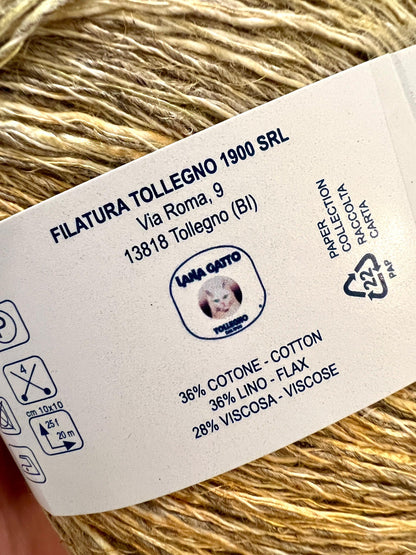 FILATURA TOLLEGNO 1900 SRL
Via Roma, 9
13818 Tollegno (BI)
LANA GATTO
TOLLEGNO
36% COTONE - COTTON
36% LINO - FLAX
28% VISCOSA - VISCOSE
PAPER
COLLECTION
RACCOLTA
CARTA
22
PAP
P
4
cm 10x10
25 f
20 m